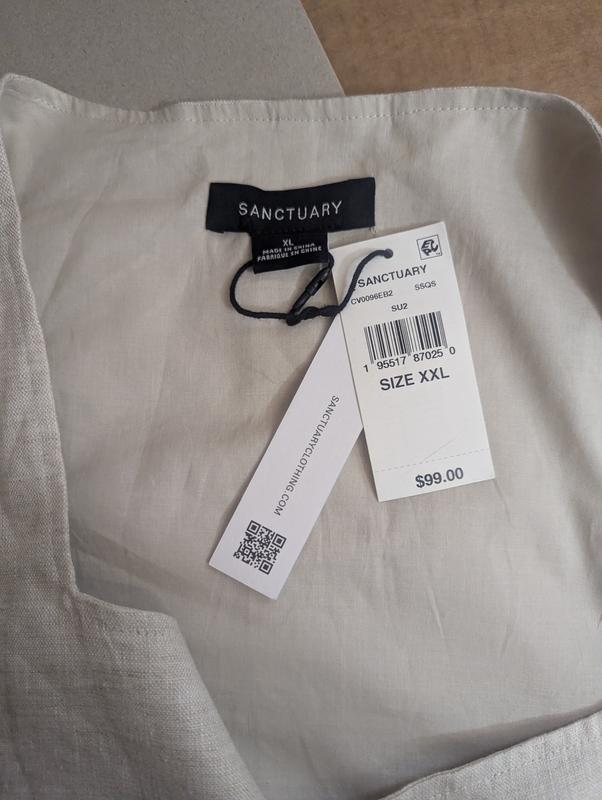 SANCTUARY
XL
MADE IN CHINA
FABRIQUE EN CHINE
SANCTUARY
CV0096EB2 SSQS
SU2
1 95517 87025 0
SIZE XXL
$99.00
SANCTUARYCLOTHING.COM